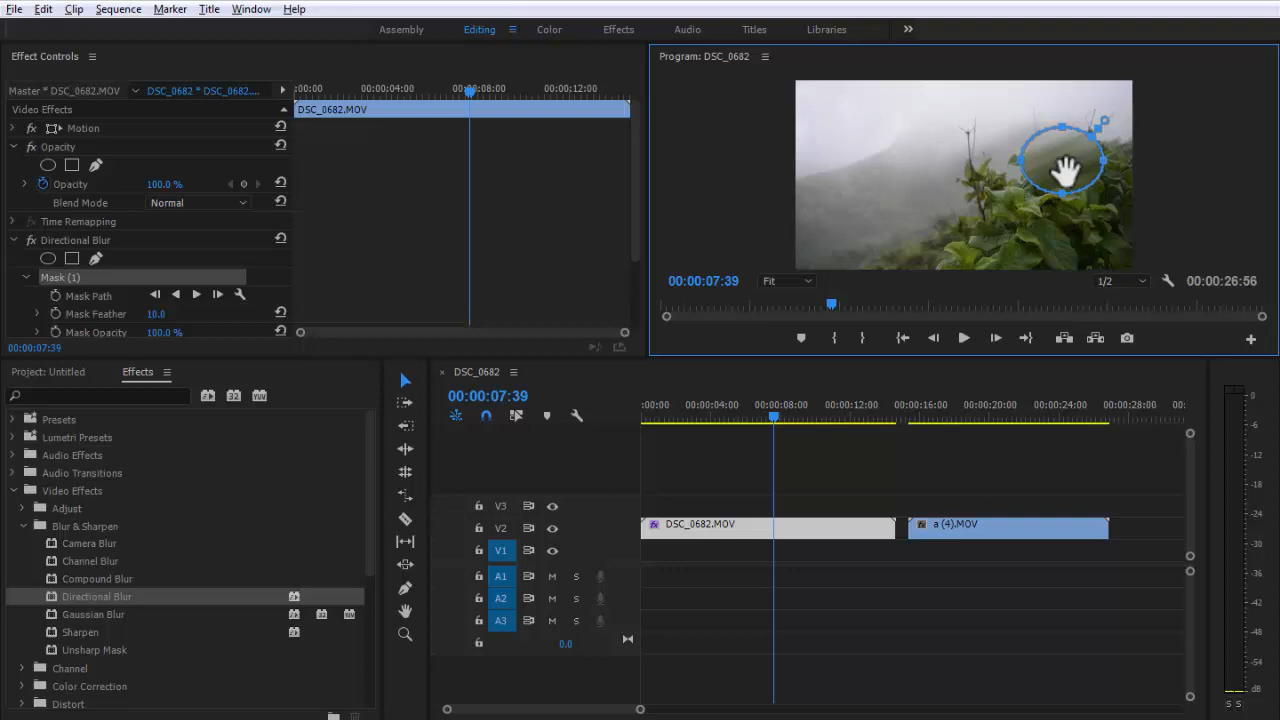 File Edit Clip Sequence Marker Title Window Help
Assembly Editing Color Effects Audio Titles Libraries
Effect Controls
Master * DSC_0682.MOV DSC_0682 * DSC_0682....
:00:00 00:00:04:00 00:00:08:00 00:00:12:00
Video Effects
DSC_0682.MOV
fx Motion
fx Opacity
Opacity 100.0 %
Blend Mode Normal
fx Time Remapping
fx Directional Blur
Mask (1)
Mask Path
Mask Feather 10.0
Mask Opacity 100.0 %
00:00:07:39
Program: DSC_0682
00:00:07:39 Fit 1/2 00:00:26:56
Project: Untitled Effects
32 YUV
Presets
Lumetri Presets
Audio Effects
Audio Transitions
Video Effects
Adjust
Blur & Sharpen
Camera Blur
Channel Blur
Compound Blur
Directional Blur
Gaussian Blur 32 YUV
Sharpen
Unsharp Mask
Channel
Color Correction
Distort
× DSC_0682
00:00:07:39
:00:00 00:00:04:00 00:00:08:00 00:00:12:00 00:00:16:00 00:00:20:00 00:00:24:00 00:00:28:00 00:
V3
V2 fx DSC_0682.MOV fx a (4).MOV
V1
A1 M S
A2 M S
A3 M S
0.0
0
-6
-12
-18
-24
-30
-36
-42
-48
-54
dB
S S